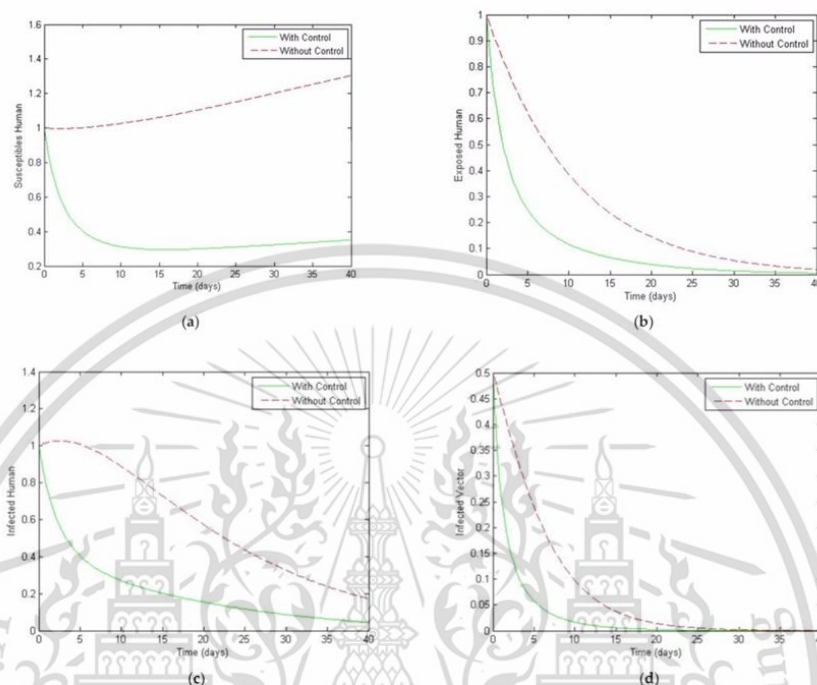 1.6
1.4
1.2
1
0.8
0.6
0.4
0.2
Susceptibles Human
With Control
Without Control
0 5 10 15 20 25 30 35 40
Time (days)
(a)
1
0.9
0.8
0.7
0.6
0.5
0.4
0.3
0.2
0.1
0
Exposed Human
With Control
Without Control
0 5 10 15 20 25 30 35 40
Time (days)
(b)
1.4
1.2
1
0.8
0.6
0.4
0.2
0
Infected Human
With Control
Without Control
0 5 10 15 20 25 30 35 40
Time (days)
(c)
0.5
0.45
0.4
0.35
0.3
0.25
0.2
0.15
0.1
0.05
0
Infected Vector
With Control
Without Control
0 5 10 15 20 25 30 35 40
Time (days)
(d)